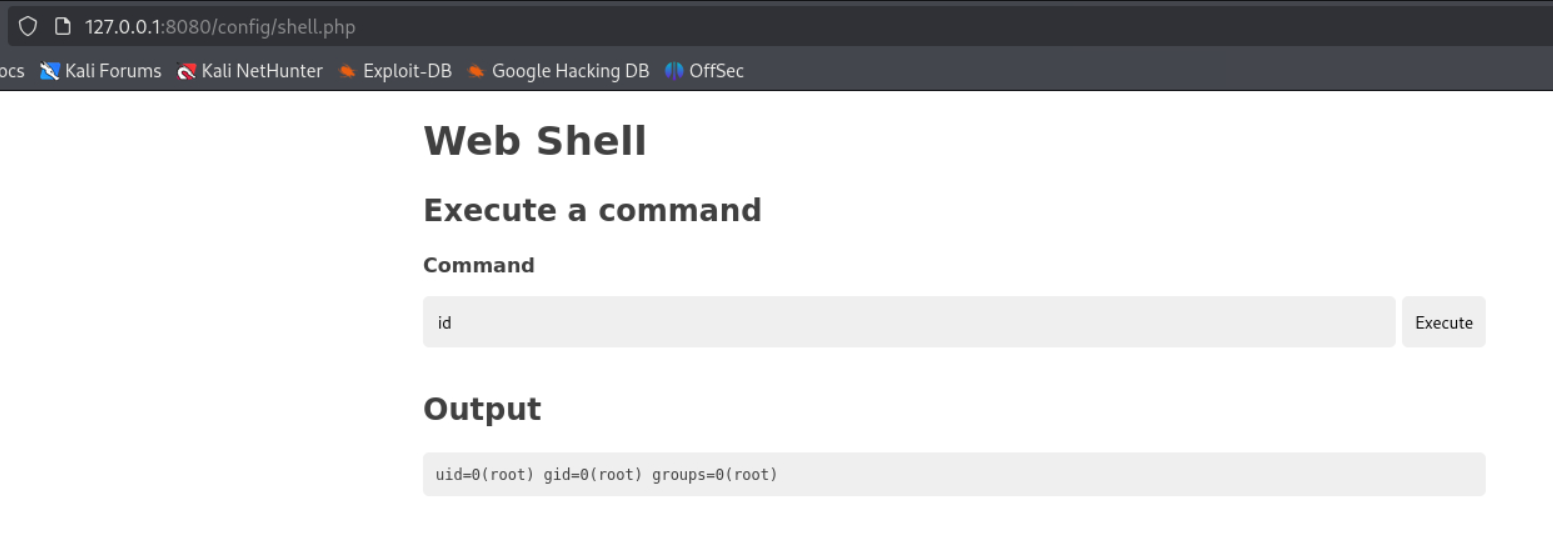 127.0.0.1:8080/config/shell.php
ocs Kali Forums Kali NetHunter Exploit-DB Google Hacking DB OffSec
Web Shell
Execute a command
Command
id Execute
Output
uid=0(root) gid=0(root) groups=0(root)